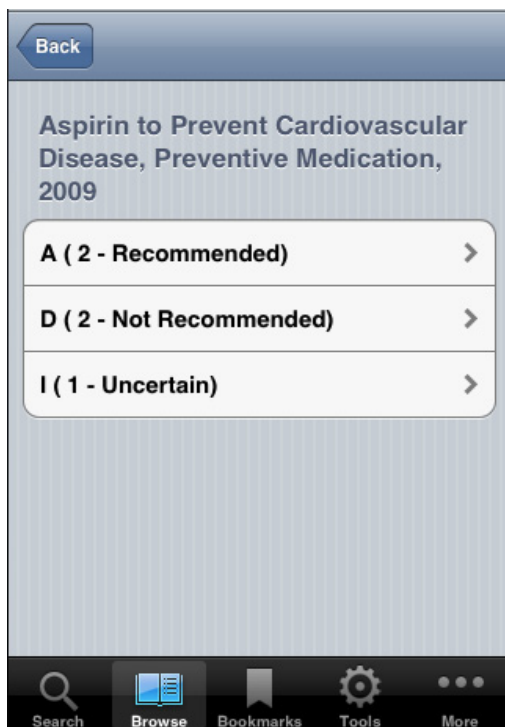 Back
Aspirin to Prevent Cardiovascular
Disease, Preventive Medication,
2009
A ( 2 - Recommended)
D ( 2 - Not Recommended)
I ( 1 - Uncertain)
Search Browse Bookmarks Tools More